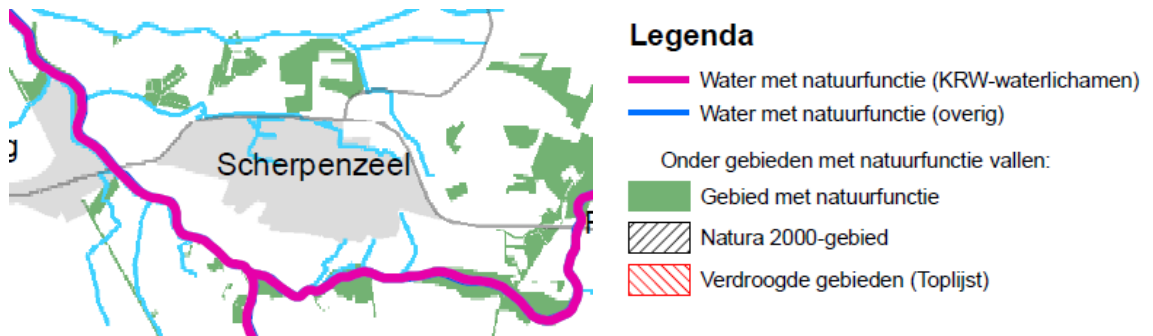 Scherpenzeel
Legenda
Water met natuurfunctie (KRW-waterlichamen)
Water met natuurfunctie (overig)
Onder gebieden met natuurfunctie vallen:
Gebied met natuurfunctie
Natura 2000-gebied
Verdroogde gebieden (Toplijst)